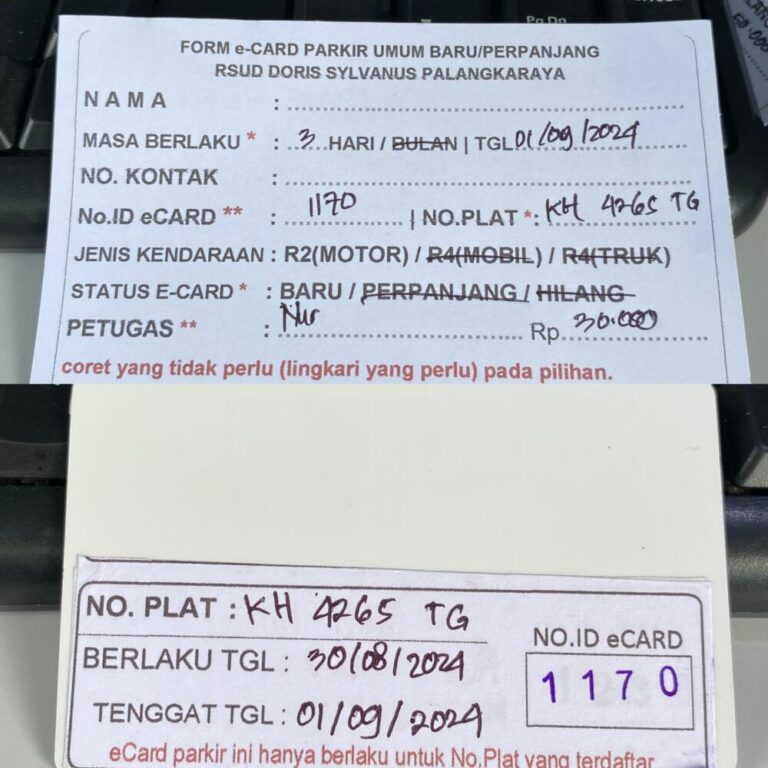 Pg Dn
50.000
FORM e-CARD PARKIR UMUM BARU/PERPANJANG
RSUD DORIS SYLVANUS PALANGKARAYA
NAMA : ........................................
MASA BERLAKU * : ..3...HARI / BULAN | TGL 01/09/2024
NO. KONTAK : ........................................
No.ID eCARD ** : 1170 | NO.PLAT *: KH 4265 TG
JENIS KENDARAAN : R2(MOTOR) / R4(MOBIL) / R4(TRUK)
STATUS E-CARD * : BARU / PERPANJANG / HILANG
PETUGAS ** : Nur Rp 30.000
coret yang tidak perlu (lingkari yang perlu) pada pilihan.
NO. PLAT : KH 4265 TG
BERLAKU TGL : 30/08/2024
TENGGAT TGL : 01/09/2024
NO.ID eCARD
1170
eCard parkir ini hanya berlaku untuk No.Plat yang terdaftar